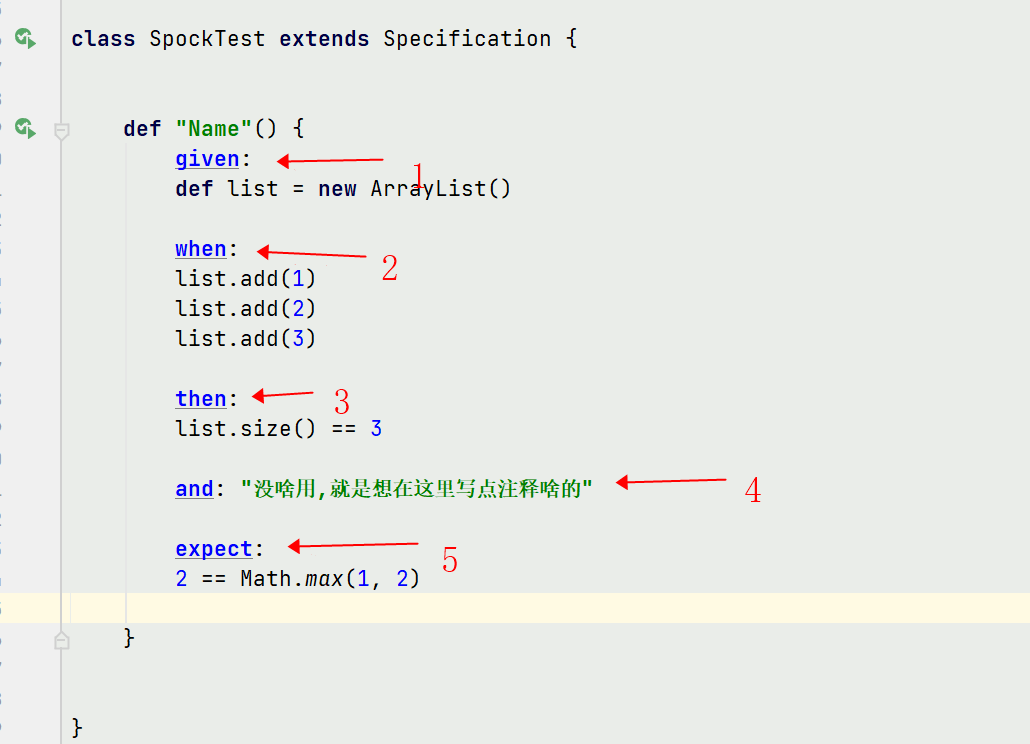 class SpockTest extends Specification {
def "Name"() {
given: 1
def list = new ArrayList()
when: 2
list.add(1)
list.add(2)
list.add(3)
then: 3
list.size() == 3
and: "没啥用,就是想在这里写点注释啥的" 4
expect: 5
2 == Math.max(1, 2)
}
}